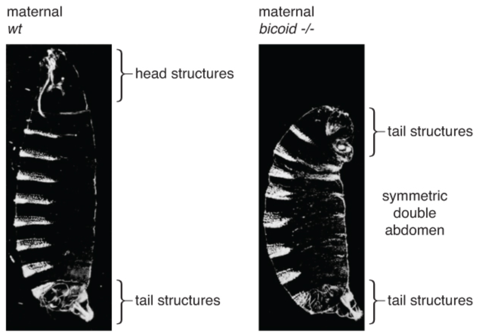 maternal
wt
head structures
tail structures
maternal
bicoid -/-
tail structures
symmetric
double
abdomen
tail structures